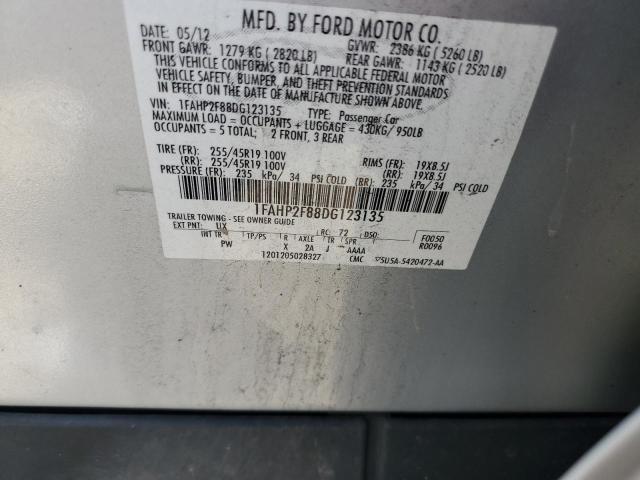 MFD. BY FORD MOTOR CO.
DATE: 05/12 GVWR: 2386 KG (5260 LB)
FRONT GAWR: 1279 KG (2820 LB) REAR GAWR: 1143 KG (2520 LB)
THIS VEHICLE CONFORMS TO ALL APPLICABLE FEDERAL MOTOR
VEHICLE SAFETY, BUMPER, AND THEFT PREVENTION STANDARDS
IN EFFECT ON THE DATE OF MANUFACTURE SHOWN ABOVE.
VIN: 1FAHP2F88DG123135 TYPE: Passenger Car
MAXIMUM LOAD = OCCUPANTS + LUGGAGE = 430KG/950LB
OCCUPANTS = 5 TOTAL; 2 FRONT, 3 REAR
TIRE (FR): 255/45R19 100V RIMS (FR): 19X8.5J
(RR): 255/45R19 100V (RR): 19X8.5J
PRESSURE (FR): 235 kPa/ 34 PSI COLD (RR): 235 kPa/ 34 PSI COLD
1FAHP2F88DG123135
TRAILER TOWING - SEE OWNER GUIDE
EXT PNT: UX RC: 72 DSO: F0050
INT TR TP/PS R AXLE TR SPR R0096
PW X 2A J AAAA
1201205028327 CMC 5U5A-5420472-AA